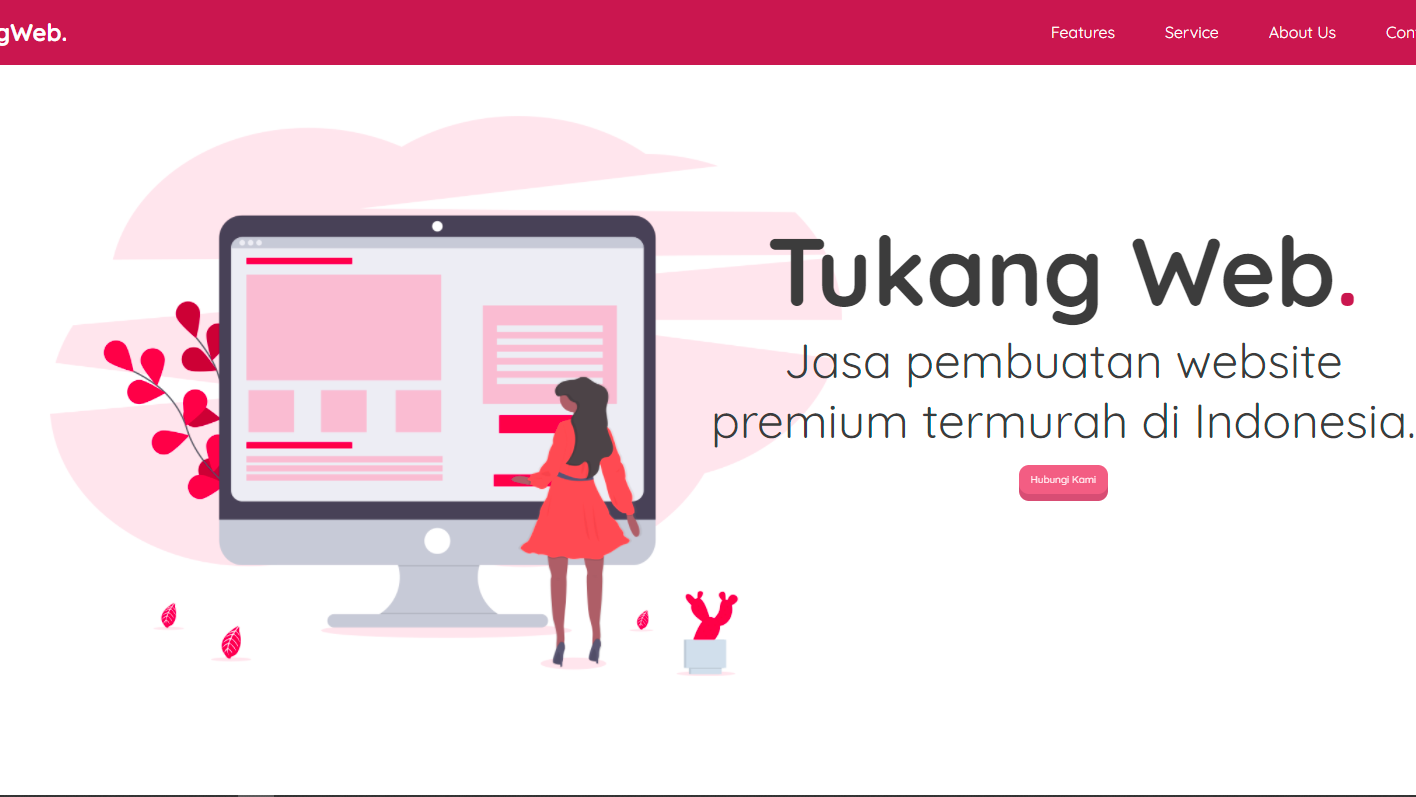 gWeb.
Features Service About Us Con
Tukang Web.
Jasa pembuatan website
premium termurah di Indonesia.
Hubungi Kami